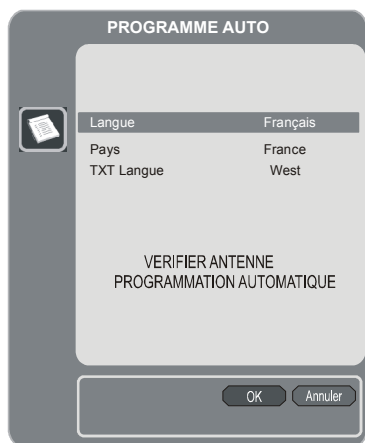 PROGRAMME AUTO
Langue Français
Pays France
TXT Langue West
VERIFIER ANTENNE
PROGRAMMATION AUTOMATIQUE
OK Annuler